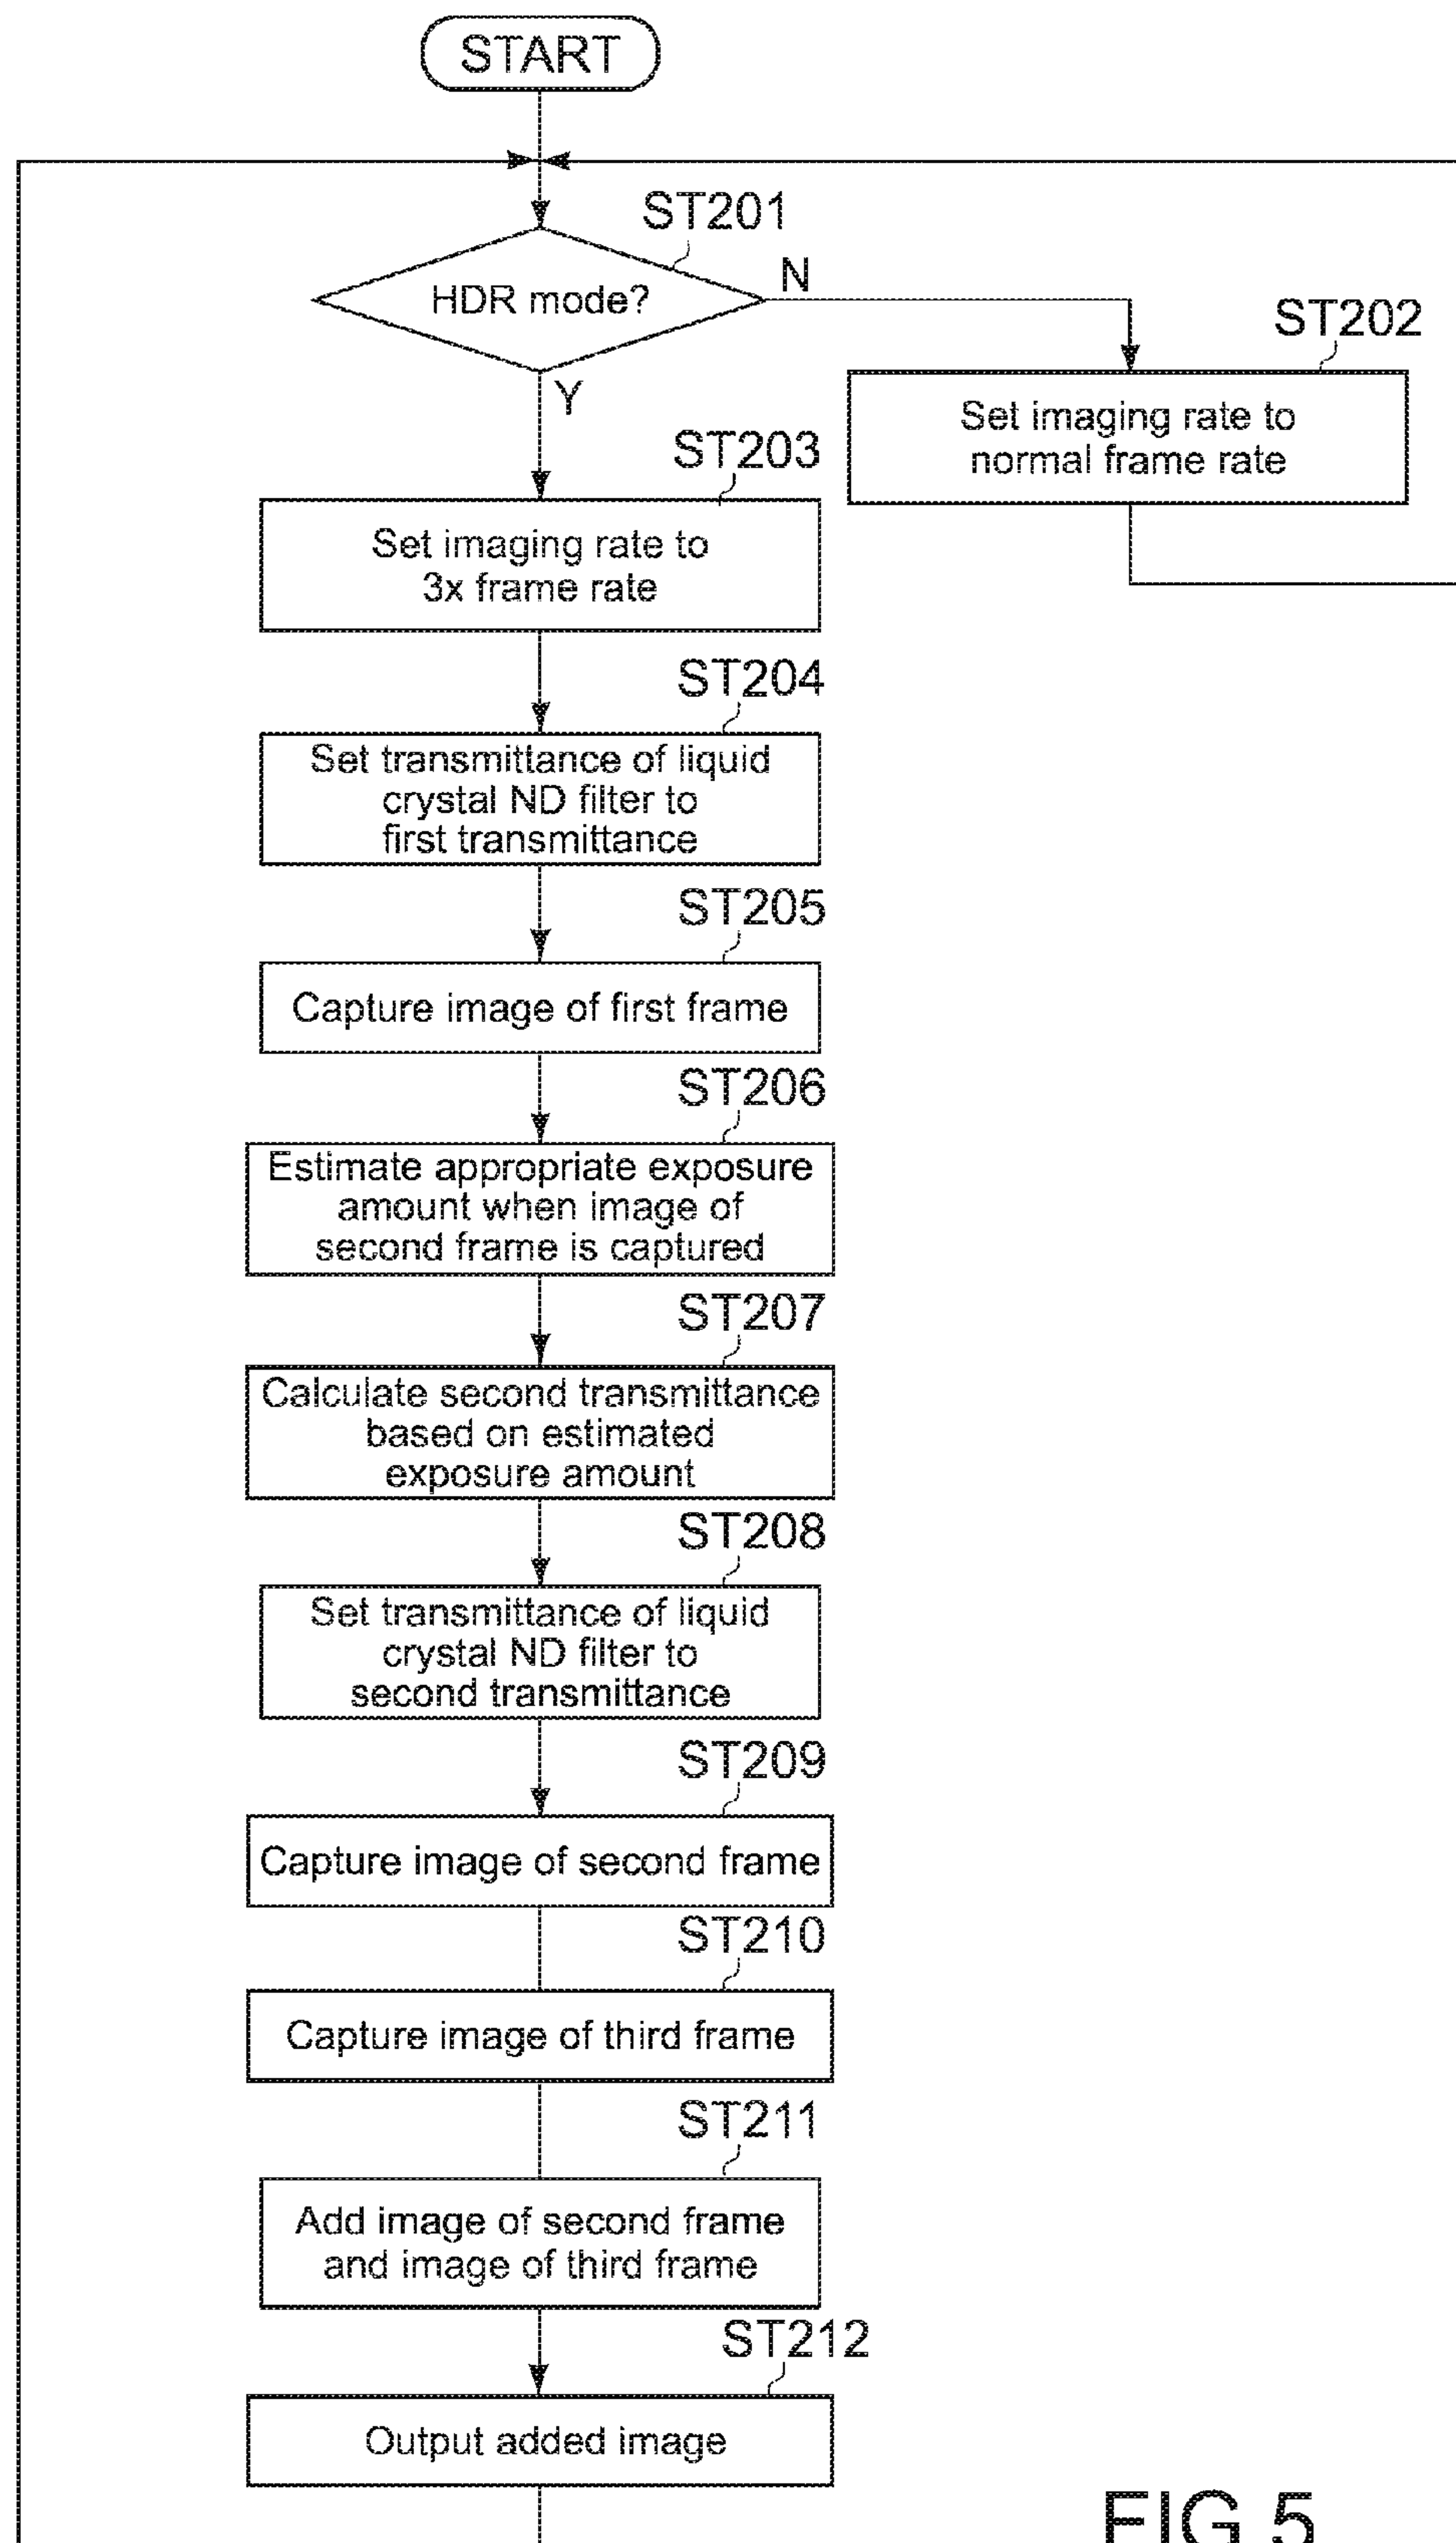 START
ST201
HDR mode?
N
Y
ST202
Set imaging rate to
normal frame rate
ST203
Set imaging rate to
3x frame rate
ST204
Set transmittance of liquid
crystal ND filter to
first transmittance
ST205
Capture image of first frame
ST206
Estimate appropriate exposure
amount when image of
second frame is captured
ST207
Calculate second transmittance
based on estimated
exposure amount
ST208
Set transmittance of liquid
crystal ND filter to
second transmittance
ST209
Capture image of second frame
ST210
Capture image of third frame
ST211
Add image of second frame
and image of third frame
ST212
Output added image
FIG.5